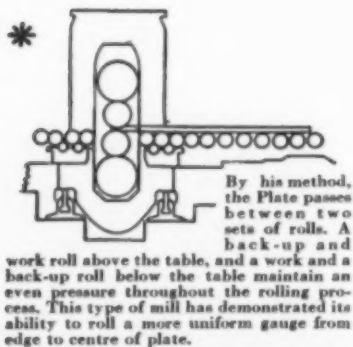 By his method,
the Plate passes
between two
sets of rolls. A
back-up and
work roll above the table, and a work and a
back-up roll below the table maintain an
even pressure throughout the rolling pro-
cess. This type of mill has demonstrated its
ability to roll a more uniform gauge from
edge to centre of plate.